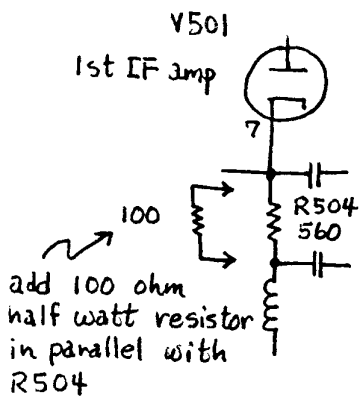 V501
1st IF amp
7
R504
560
100
add 100 ohm
half watt resistor
in parallel with
R504